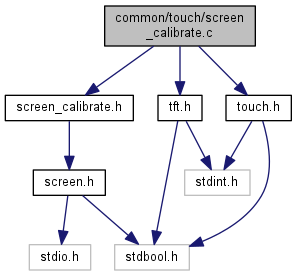 common/touch/screen
_calibrate.c
screen_calibrate.h
tft.h
touch.h
screen.h
stdint.h
stdio.h
stdbool.h